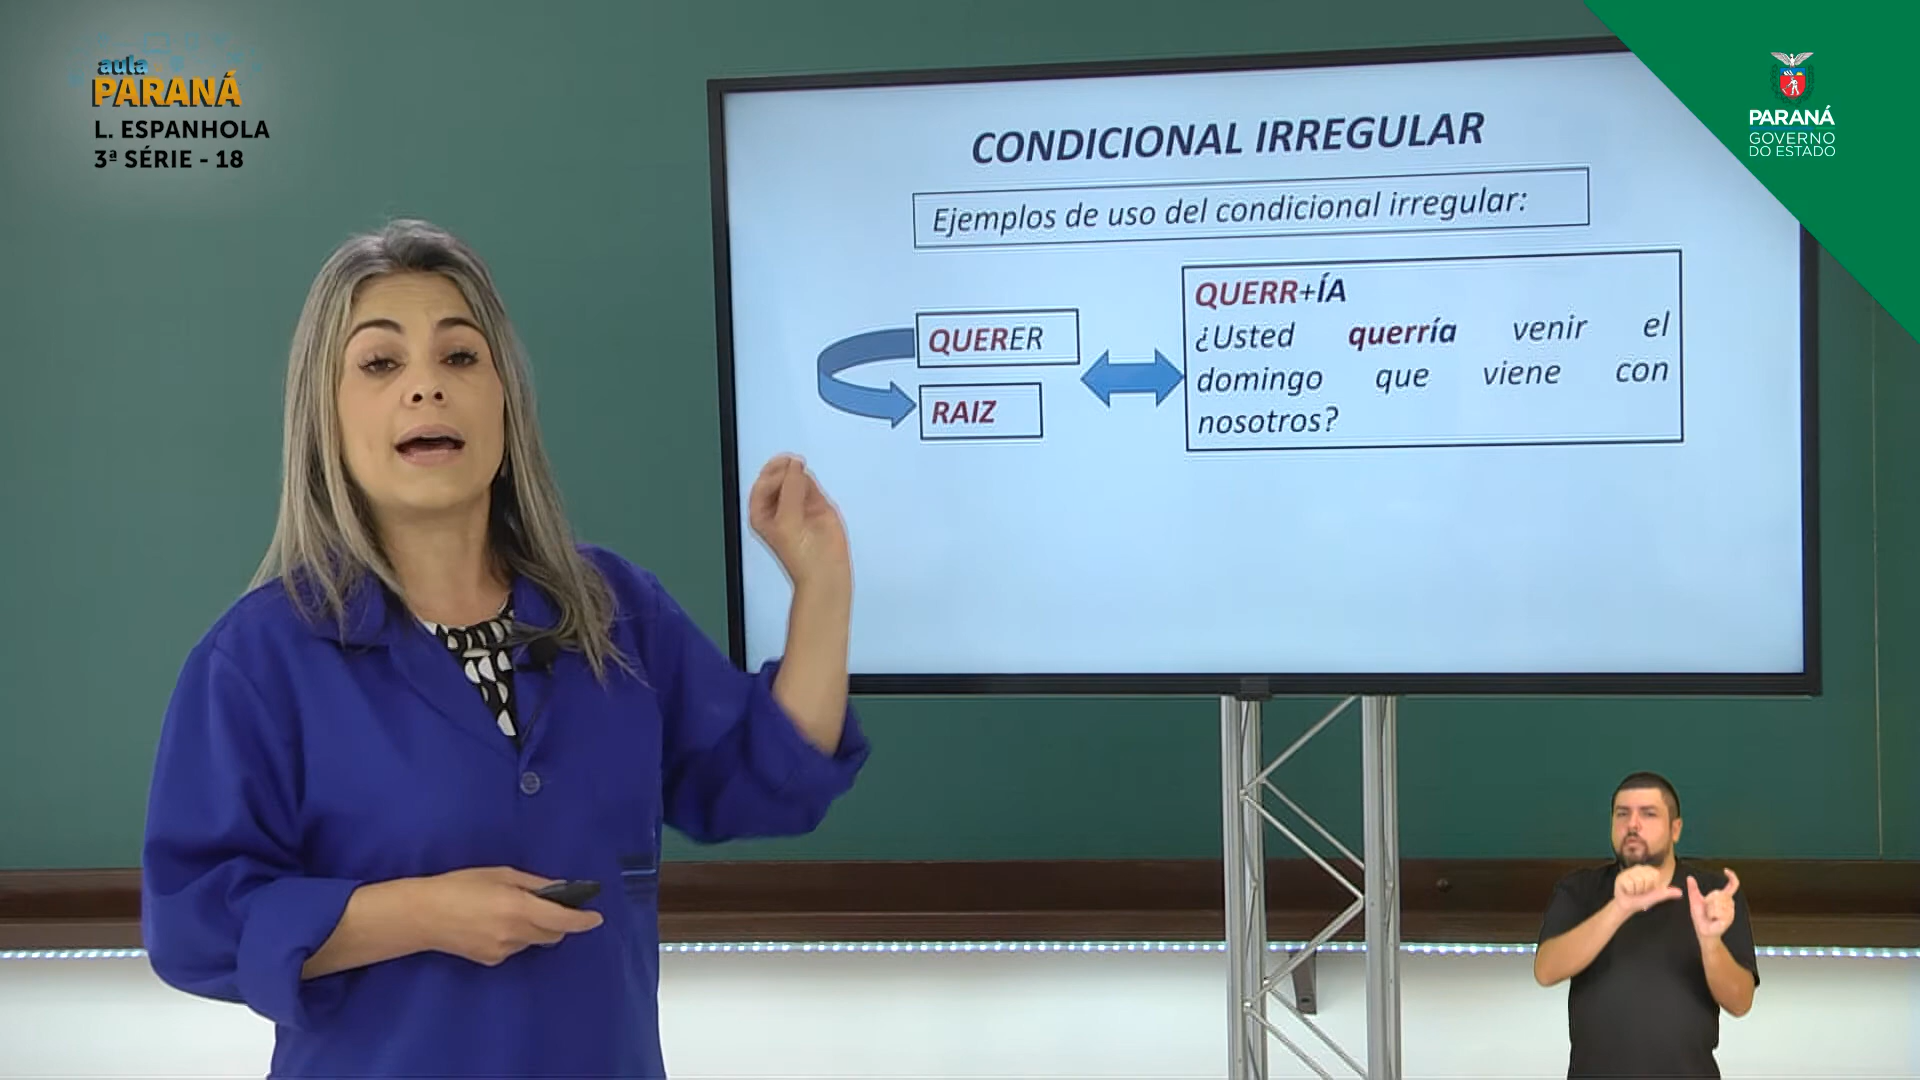 aula
PARANÁ
L. ESPANHOLA
3ª SÉRIE - 18
PARANÁ
GOVERNO
DO ESTADO
CONDICIONAL IRREGULAR
Ejemplos de uso del condicional irregular:
QUERER
RAIZ
QUERR+ÍA
¿Usted querría venir el
domingo que viene con
nosotros?